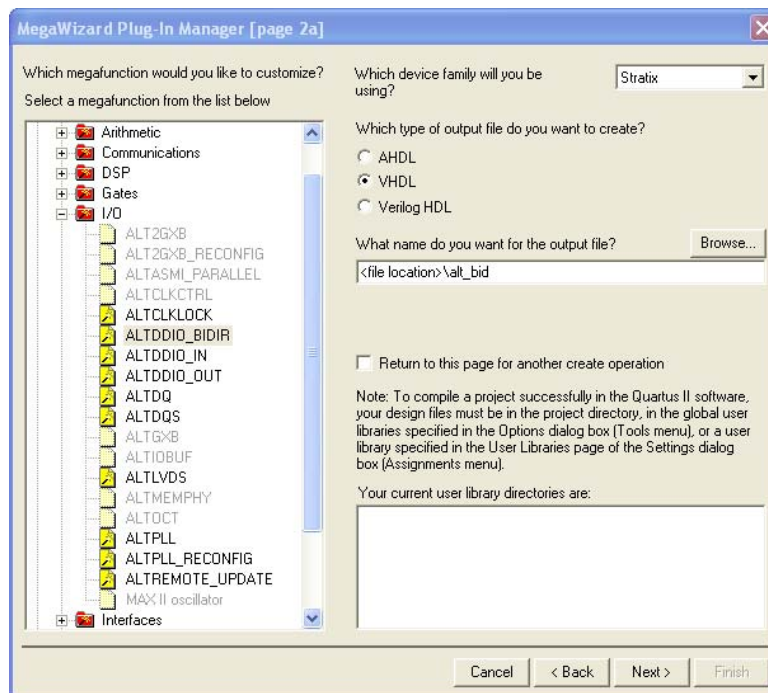 MegaWizard Plug-In Manager [page 2a]
Which megafunction would you like to customize?
Select a megafunction from the list below
Arithmetic
Communications
DSP
Gates
I/O
ALT2GXB
ALT2GXB_RECONFIG
ALTASMI_PARALLEL
ALTCLKCTRL
ALTCLKLOCK
ALTDDIO_BIDIR
ALTDDIO_IN
ALTDDIO_OUT
ALTDQ
ALTDQS
ALTGXB
ALTIOBUF
ALTLVDS
ALTMEMPHY
ALTOCT
ALTPLL
ALTPLL_RECONFIG
ALTREMOTE_UPDATE
MAX II oscillator
Interfaces
Which device family will you be
using?
Stratix
Which type of output file do you want to create?
AHDL
VHDL
Verilog HDL
What name do you want for the output file?
Browse...
<file location>\alt_bid
Return to this page for another create operation
Note: To compile a project successfully in the Quartus II software,
your design files must be in the project directory, in the global user
libraries specified in the Options dialog box (Tools menu), or a user
library specified in the User Libraries page of the Settings dialog
box (Assignments menu).
Your current user library directories are:
Cancel
< Back
Next >
Finish